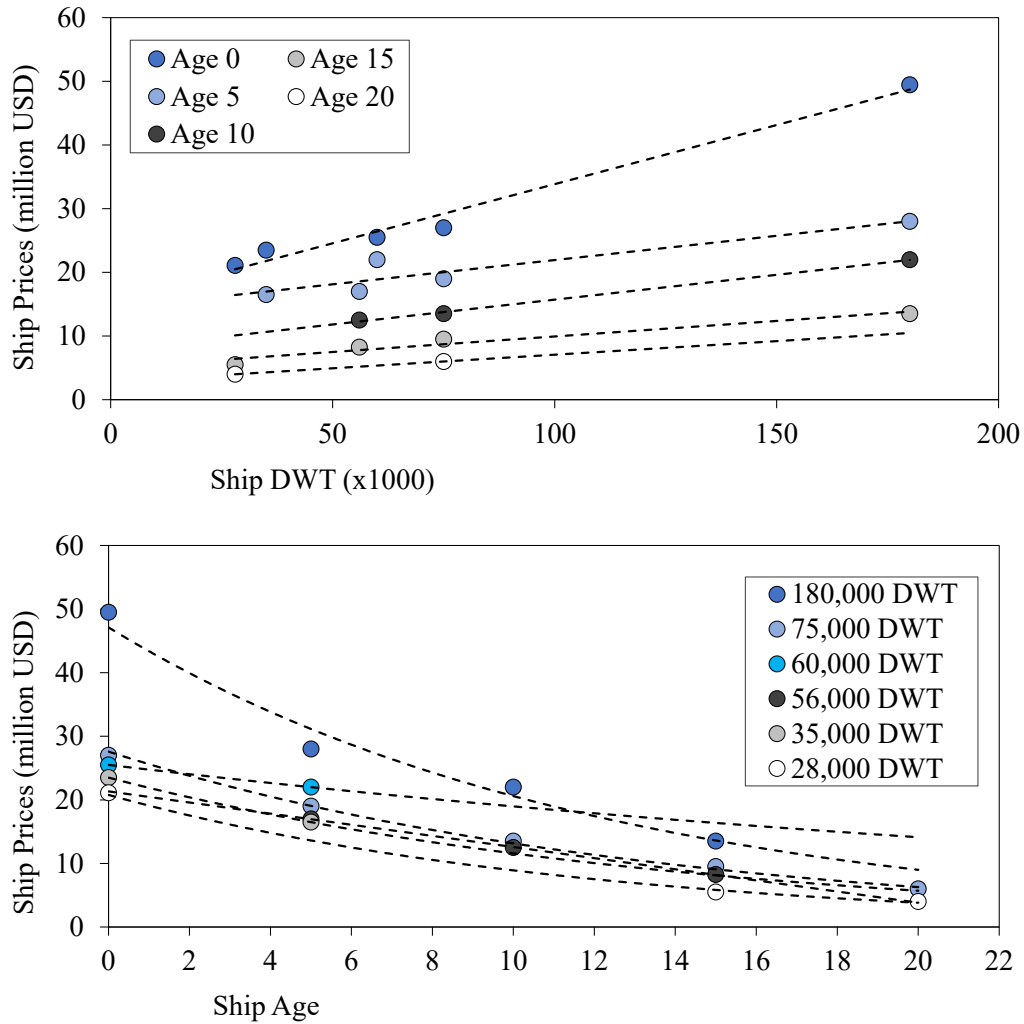 60
50
40
30
20
10
0
Ship Prices (million USD)
Age 0 Age 15
Age 5 Age 20
Age 10
0 50 100 150 200
Ship DWT (x1000)
60
50
40
30
20
10
0
Ship Prices (million USD)
180,000 DWT
75,000 DWT
60,000 DWT
56,000 DWT
35,000 DWT
28,000 DWT
0 2 4 6 8 10 12 14 16 18 20 22
Ship Age